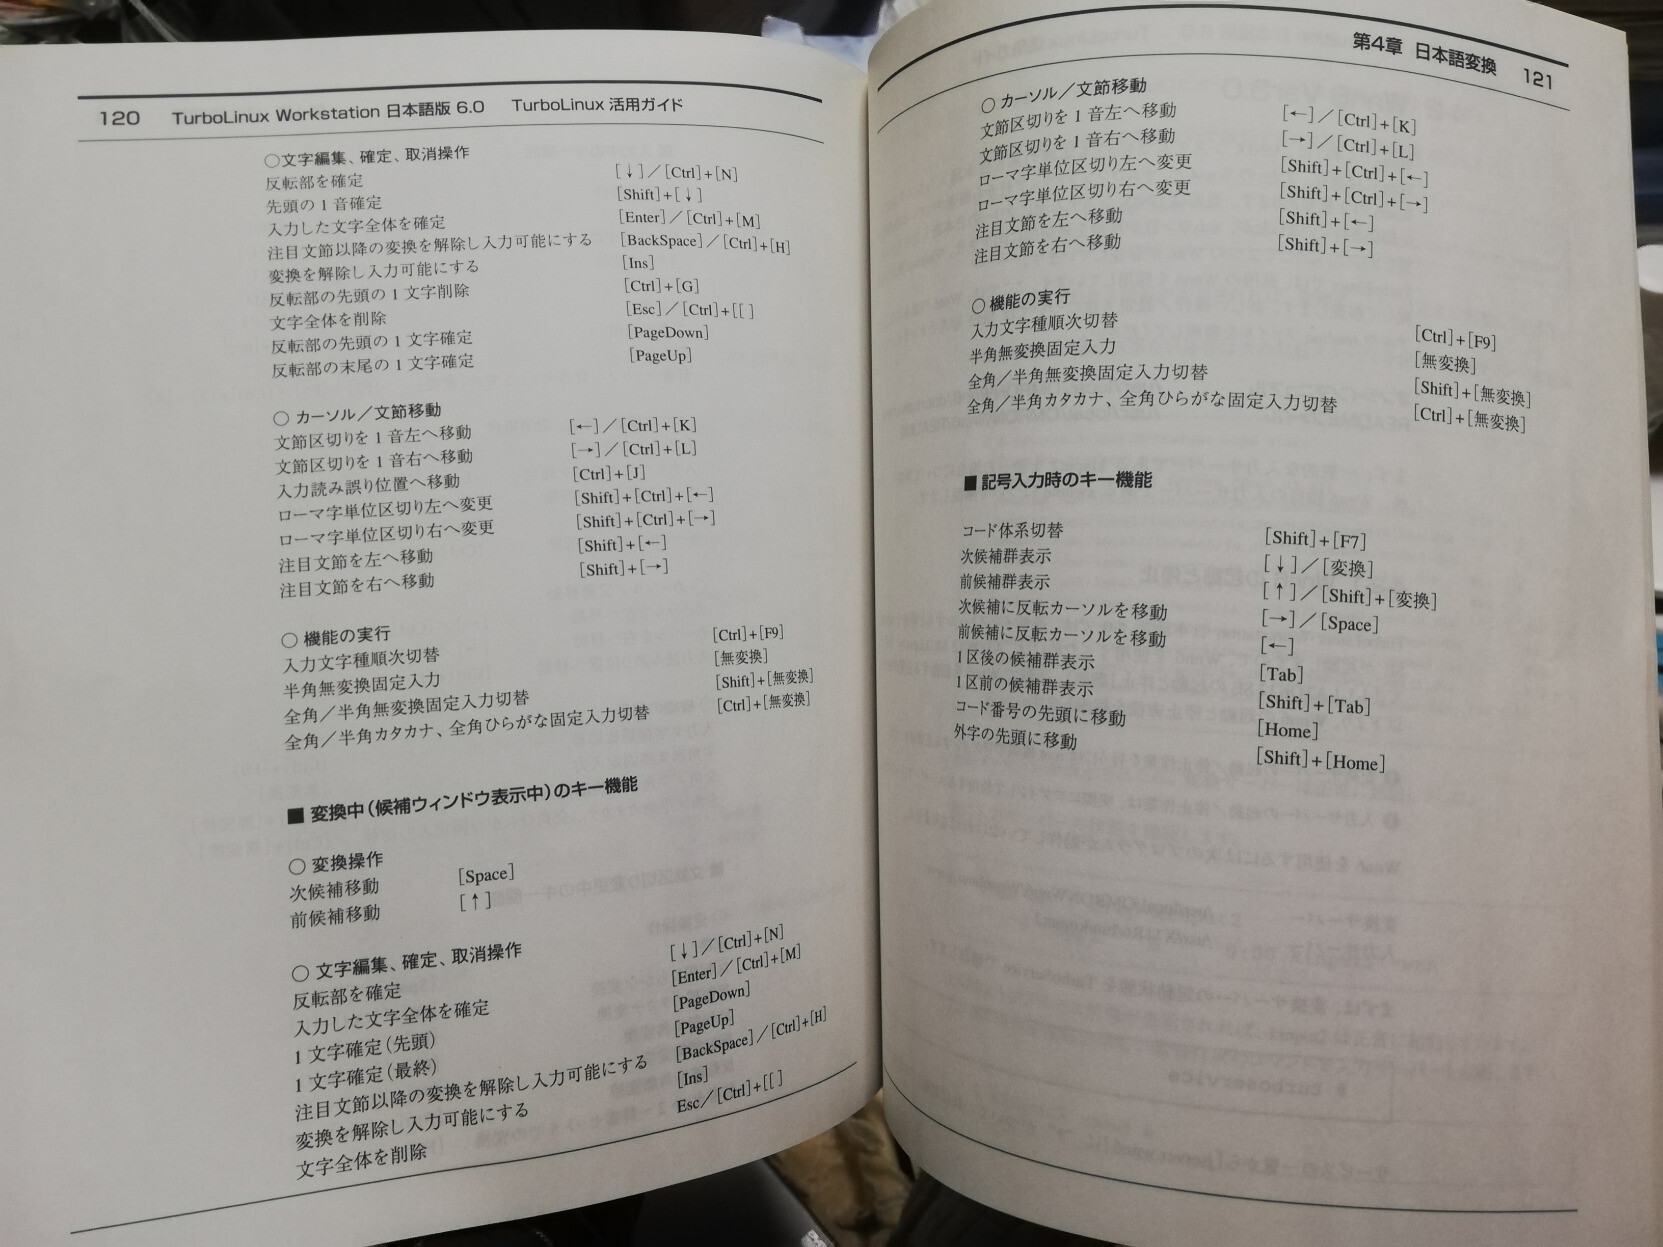 120 TurboLinux Workstation 日本語版 6.0 TurboLinux 活用ガイド
○文字編集、確定、取消操作
反転部を確定 [↓]／[Ctrl]+[N]
先頭の1音確定 [Shift]+[↓]
入力した文字全体を確定 [Enter]／[Ctrl]+[M]
注目文節以降の変換を解除し入力可能にする [BackSpace]／[Ctrl]+[H]
変換を解除し入力可能にする [Ins]
反転部の先頭の1文字削除 [Ctrl]+[G]
文字全体を削除 [Esc]／[Ctrl]+[[]
反転部の先頭の1文字確定 [PageDown]
反転部の末尾の1文字確定 [PageUp]
○ カーソル／文節移動
文節区切りを1音左へ移動 [←]／[Ctrl]+[K]
文節区切りを1音右へ移動 [→]／[Ctrl]+[L]
入力読み誤り位置へ移動 [Ctrl]+[J]
ローマ字単位区切り左へ変更 [Shift]+[Ctrl]+[←]
ローマ字単位区切り右へ変更 [Shift]+[Ctrl]+[→]
注目文節を左へ移動 [Shift]+[←]
注目文節を右へ移動 [Shift]+[→]
○ 機能の実行
入力文字種順次切替 [Ctrl]+[F9]
半角無変換固定入力 [無変換]
全角／半角無変換固定入力切替 [Shift]+[無変換]
全角／半角カタカナ、全角ひらがな固定入力切替 [Ctrl]+[無変換]
■ 変換中（候補ウィンドウ表示中）のキー機能
○ 変換操作
次候補移動 [Space]
前候補移動 [↑]
○ 文字編集、確定、取消操作
反転部を確定 [↓]／[Ctrl]+[N]
入力した文字全体を確定 [Enter]／[Ctrl]+[M]
1文字確定（先頭） [PageDown]
1文字確定（最終） [PageUp]
注目文節以降の変換を解除し入力可能にする [BackSpace]／[Ctrl]+[H]
変換を解除し入力可能にする [Ins]
文字全体を削除 Esc／[Ctrl]+[[]
第4章 日本語変換 121
○ カーソル／文節移動
文節区切りを1音左へ移動 [←]／[Ctrl]+[K]
文節区切りを1音右へ移動 [→]／[Ctrl]+[L]
ローマ字単位区切り左へ変更 [Shift]+[Ctrl]+[←]
ローマ字単位区切り右へ変更 [Shift]+[Ctrl]+[→]
注目文節を左へ移動 [Shift]+[←]
注目文節を右へ移動 [Shift]+[→]
○ 機能の実行
入力文字種順次切替 [Ctrl]+[F9]
半角無変換固定入力 [無変換]
全角／半角無変換固定入力切替 [Shift]+[無変換]
全角／半角カタカナ、全角ひらがな固定入力切替 [Ctrl]+[無変換]
■ 記号入力時のキー機能
コード体系切替 [Shift]+[F7]
次候補群表示 [↓]／[変換]
前候補群表示 [↑]／[Shift]+[変換]
次候補に反転カーソルを移動 [→]／[Space]
前候補に反転カーソルを移動 [←]
1区後の候補群表示 [Tab]
1区前の候補群表示 [Shift]+[Tab]
コード番号の先頭に移動 [Home]
外字の先頭に移動 [Shift]+[Home]